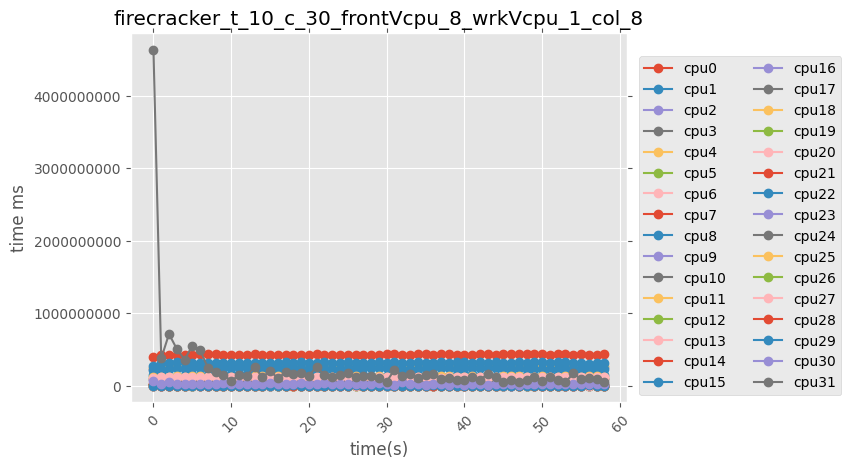 firecracker_t_10_c_30_frontVcpu_8_wrkVcpu_1_col_8
time ms
4000000000
3000000000
2000000000
1000000000
0
0
10
20
30
40
50
60
time(s)
cpu0
cpu1
cpu2
cpu3
cpu4
cpu5
cpu6
cpu7
cpu8
cpu9
cpu10
cpu11
cpu12
cpu13
cpu14
cpu15
cpu16
cpu17
cpu18
cpu19
cpu20
cpu21
cpu22
cpu23
cpu24
cpu25
cpu26
cpu27
cpu28
cpu29
cpu30
cpu31